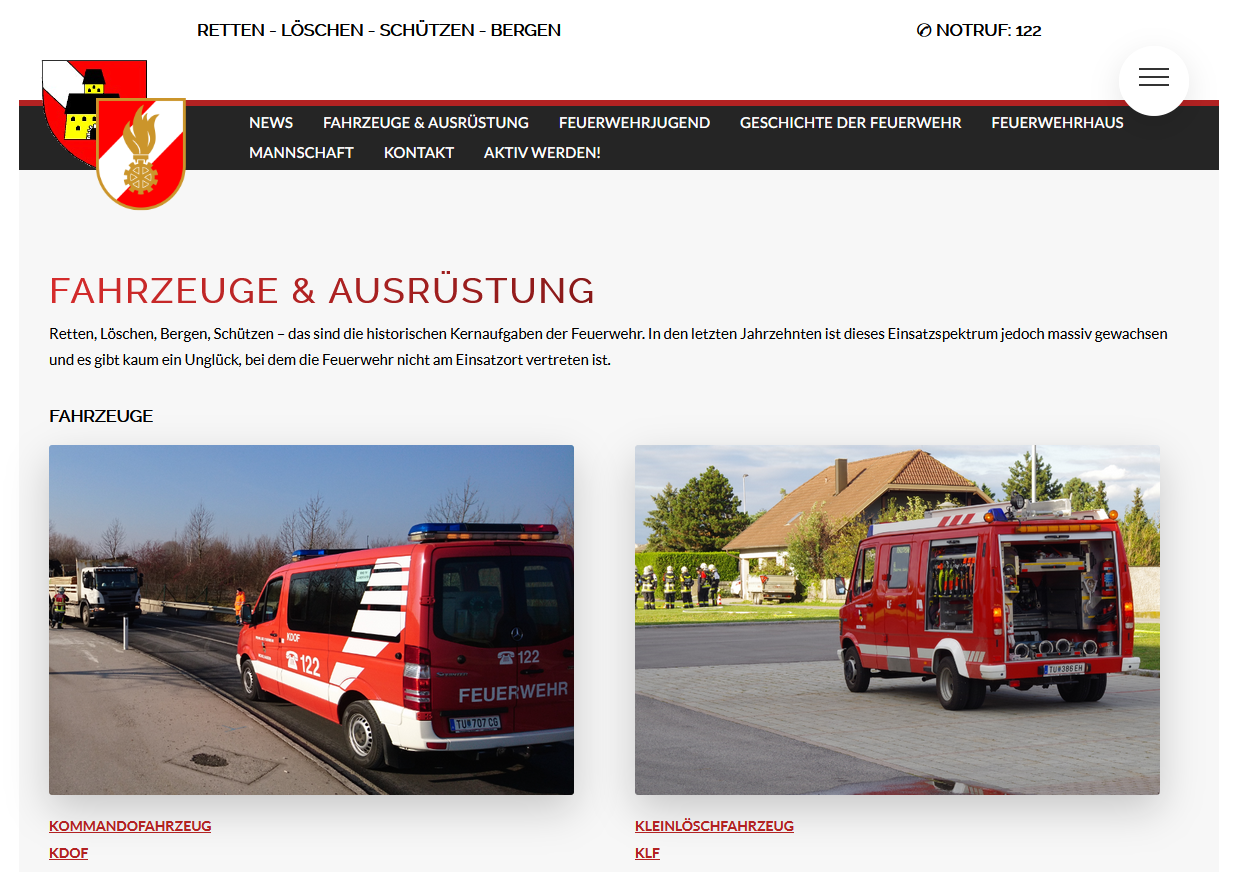 RETTEN - LÖSCHEN - SCHÜTZEN - BERGEN
✆ NOTRUF: 122
NEWS FAHRZEUGE & AUSRÜSTUNG FEUERWEHRJUGEND GESCHICHTE DER FEUERWEHR FEUERWEHRHAUS
MANNSCHAFT KONTAKT AKTIV WERDEN!
FAHRZEUGE & AUSRÜSTUNG
Retten, Löschen, Bergen, Schützen – das sind die historischen Kernaufgaben der Feuerwehr. In den letzten Jahrzehnten ist dieses Einsatzspektrum jedoch massiv gewachsen
und es gibt kaum ein Unglück, bei dem die Feuerwehr nicht am Einsatzort vertreten ist.
FAHRZEUGE
KDOF
122
122
FEUERWEHR
TU 707 CG
TU 386 EH
KOMMANDOFAHRZEUG
KDOF
KLEINLÖSCHFAHRZEUG
KLF